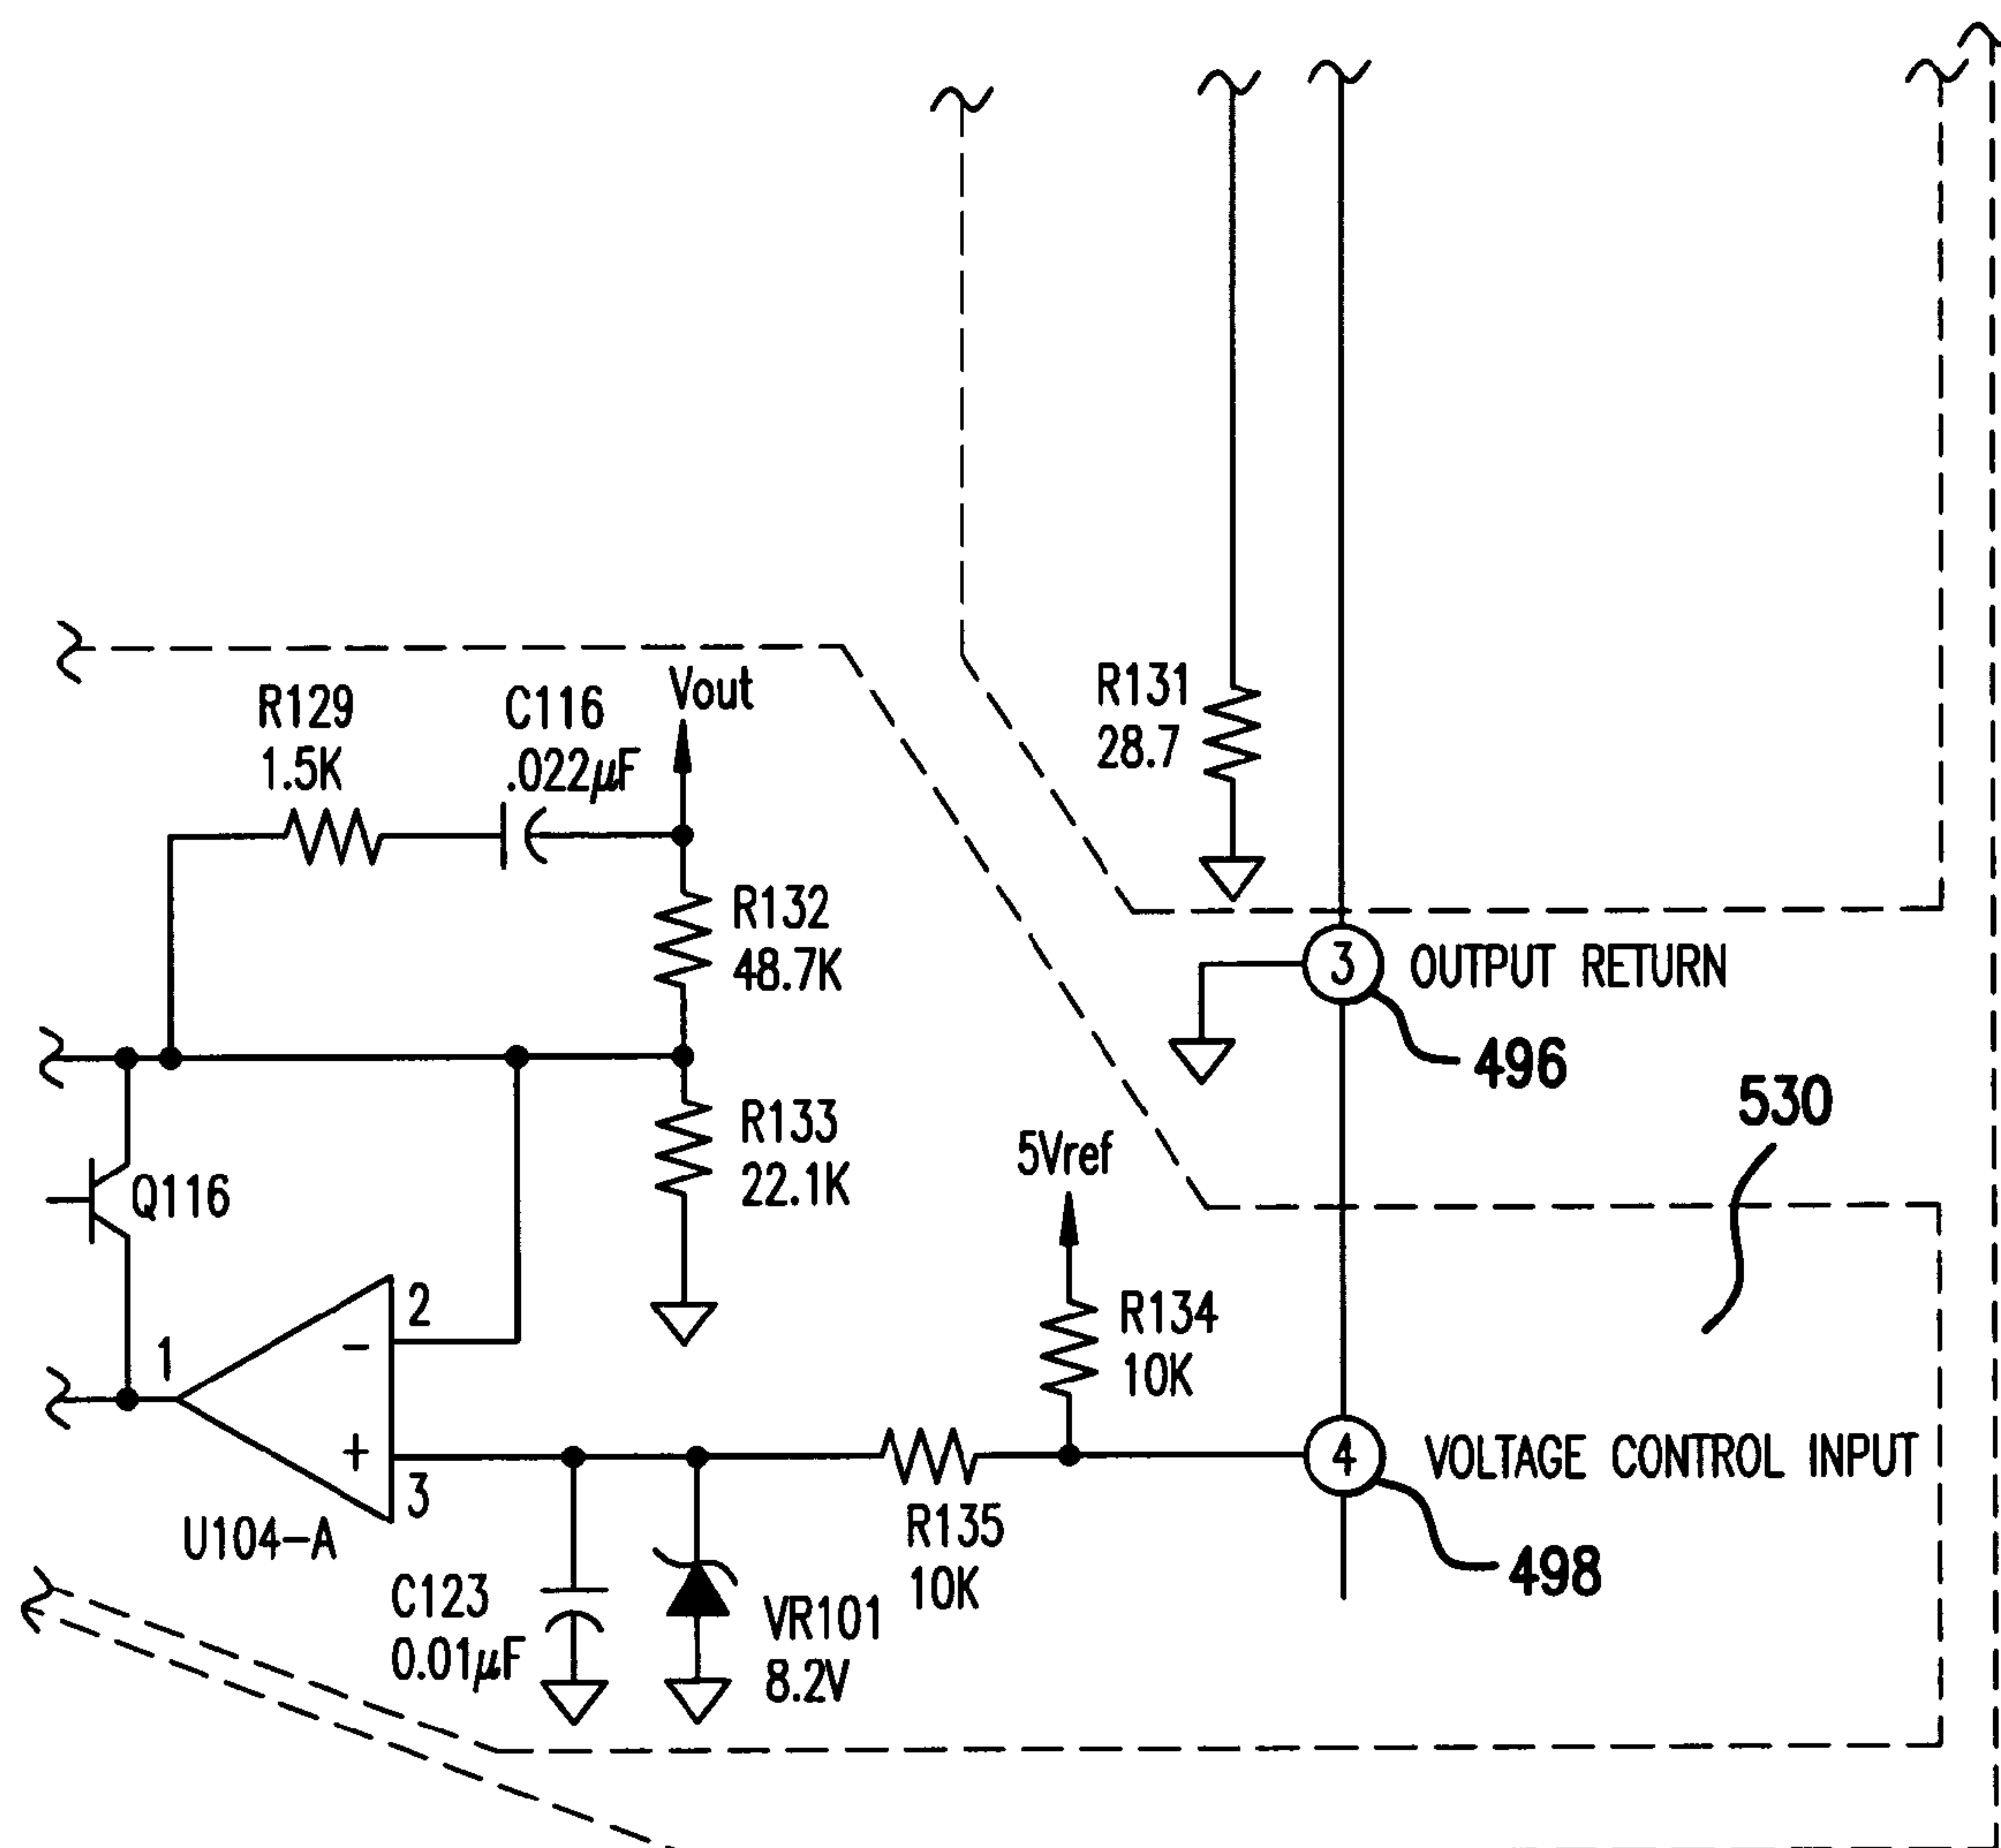 R131
28.7
R129
1.5K
C116
.022μF
Vout
R132
48.7K
3
OUTPUT RETURN
496
530
R133
22.1K
5Vref
Q116
R134
10K
2
1
-
+
3
U104-A
4
VOLTAGE CONTROL INPUT
R135
10K
498
C123
0.01μF
VR101
8.2V